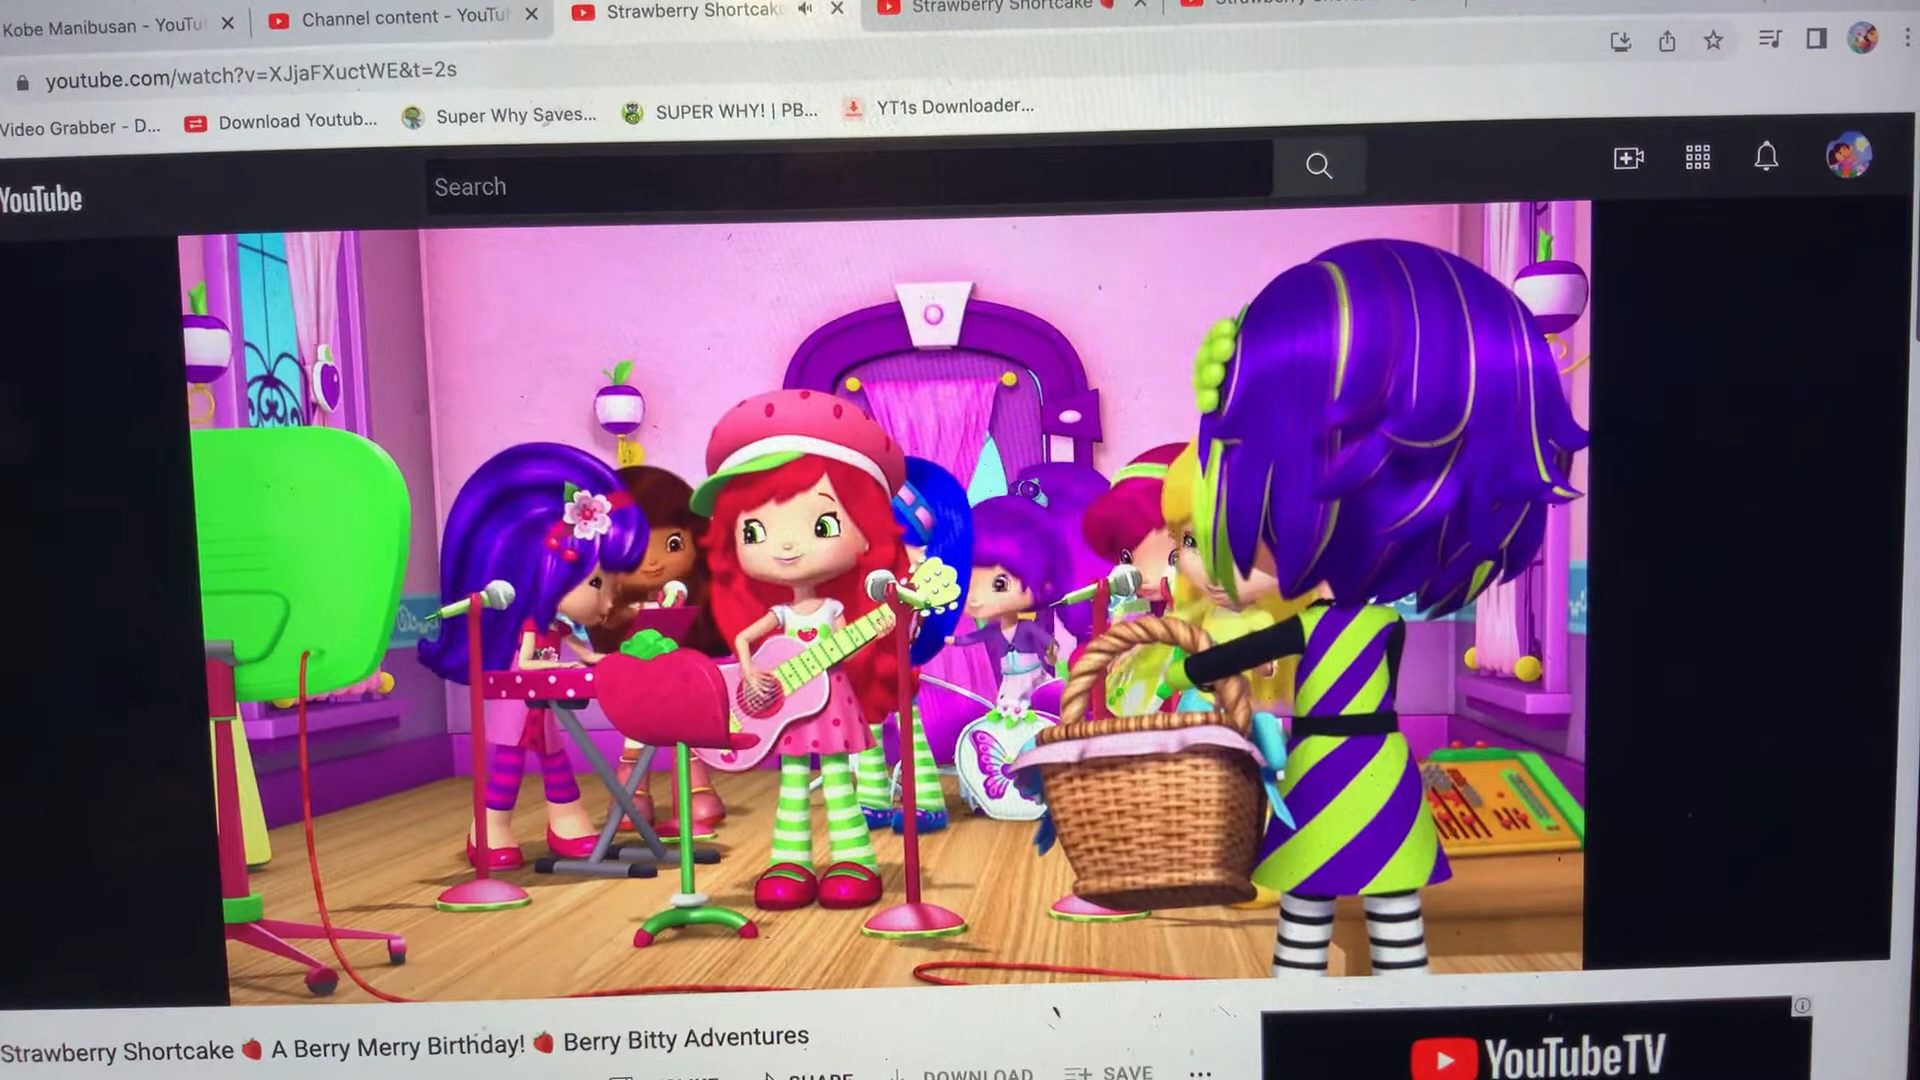 Kobe Manibusan - YouTu
Channel content - YouTu
Strawberry Shortcak
Strawberry Shortcake
youtube.com/watch?v=XJjaFXuctWE&t=2s
Video Grabber - D...
Download Youtub...
Super Why Saves...
SUPER WHY! | PB...
YT1s Downloader...
YouTube
Search
Strawberry Shortcake 🍓 A Berry Merry Birthday! 🍓 Berry Bitty Adventures
SHARE
DOWNLOAD
SAVE
YouTubeTV